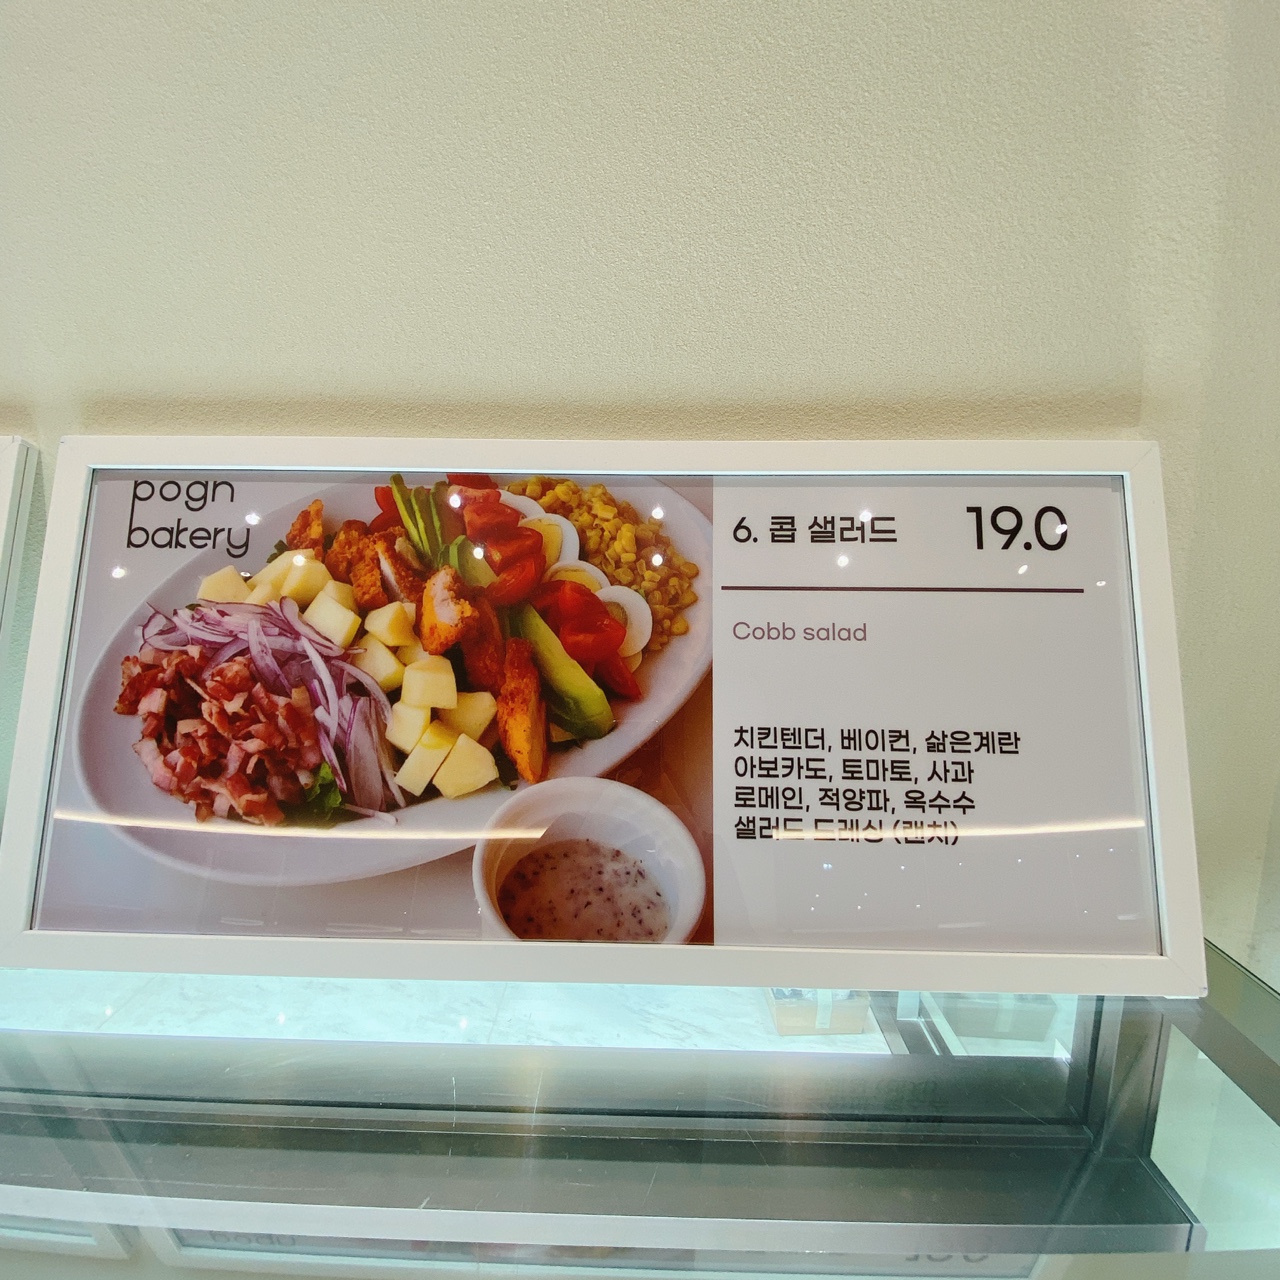 pogn
bakery
6. 콥 샐러드 19.0
Cobb salad
치킨텐더, 베이컨, 삶은계란
아보카도, 토마토, 사과
로메인, 적양파, 옥수수
샐러드 드레싱 (랜치)